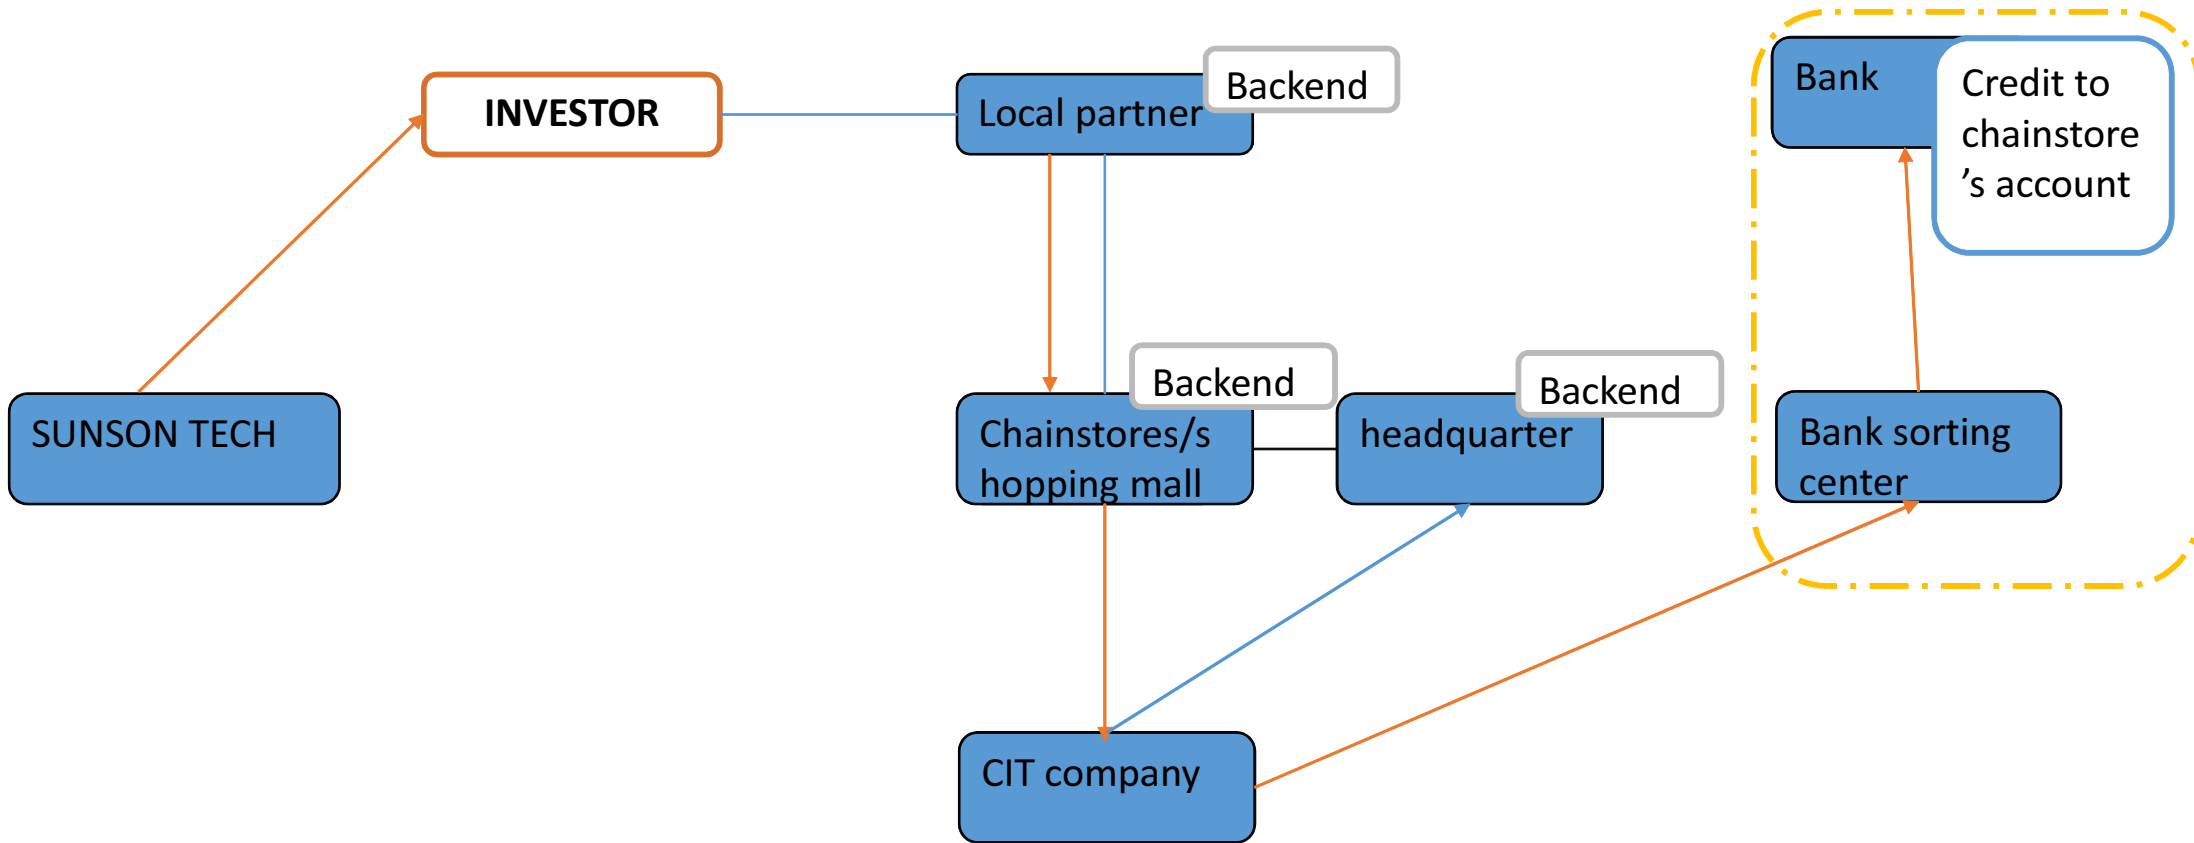 INVESTOR
Local partner
Backend
Bank
Credit to
chainstore
’s account
SUNSON TECH
Backend
Chainstores/s
hopping mall
Backend
headquarter
Bank sorting
center
CIT company